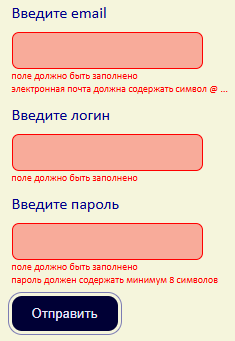 Введите email
поле должно быть заполнено
электронная почта должна содержать символ @ ...
Введите логин
поле должно быть заполнено
Введите пароль
поле должно быть заполнено
пароль должен содержать минимум 8 символов
Отправить